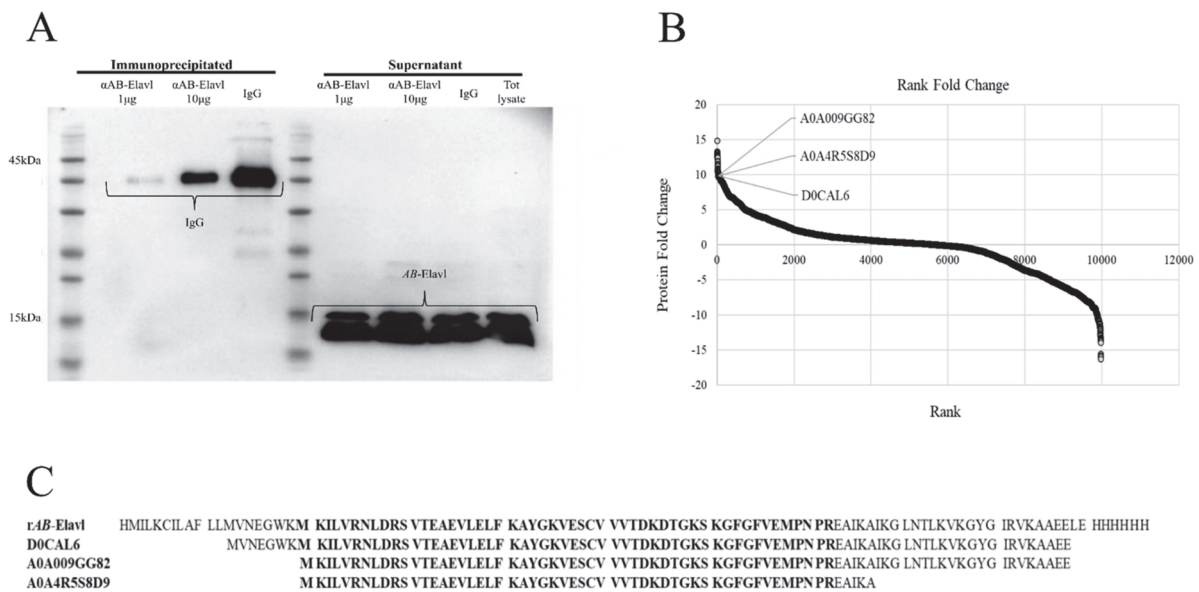 A
Immunoprecipitated
Supernatant
αAB-Elavl 1µg
αAB-Elavl 10µg
IgG
αAB-Elavl 1µg
αAB-Elavl 10µg
IgG
Tot lysate
45kDa
IgG
AB-Elavl
15kDa
B
Rank Fold Change
20
15
10
5
0
-5
-10
-15
-20
0
2000
4000
6000
8000
10000
12000
A0A009GG82
A0A4R5S8D9
D0CAL6
Protein Fold Change
Rank
C
rAB-Elavl HMILKCILAF LLMVNEGWKM KILVRNLDRS VTEAEVLELF KAYGKVESCV VVTDKDTGKS KGFGFVEMPN PREAIKAIKG LNTLKVKGYG IRVKAAEELE HHHHHH
D0CAL6 MVNEGWKM KILVRNLDRS VTEAEVLELF KAYGKVESCV VVTDKDTGKS KGFGFVEMPN PREAIKAIKG LNTLKVKGYG IRVKAAEE
A0A009GG82 M KILVRNLDRS VTEAEVLELF KAYGKVESCV VVTDKDTGKS KGFGFVEMPN PREAIKAIKG LNTLKVKGYG IRVKAAEE
A0A4R5S8D9 M KILVRNLDRS VTEAEVLELF KAYGKVESCV VVTDKDTGKS KGFGFVEMPN PREAIKA